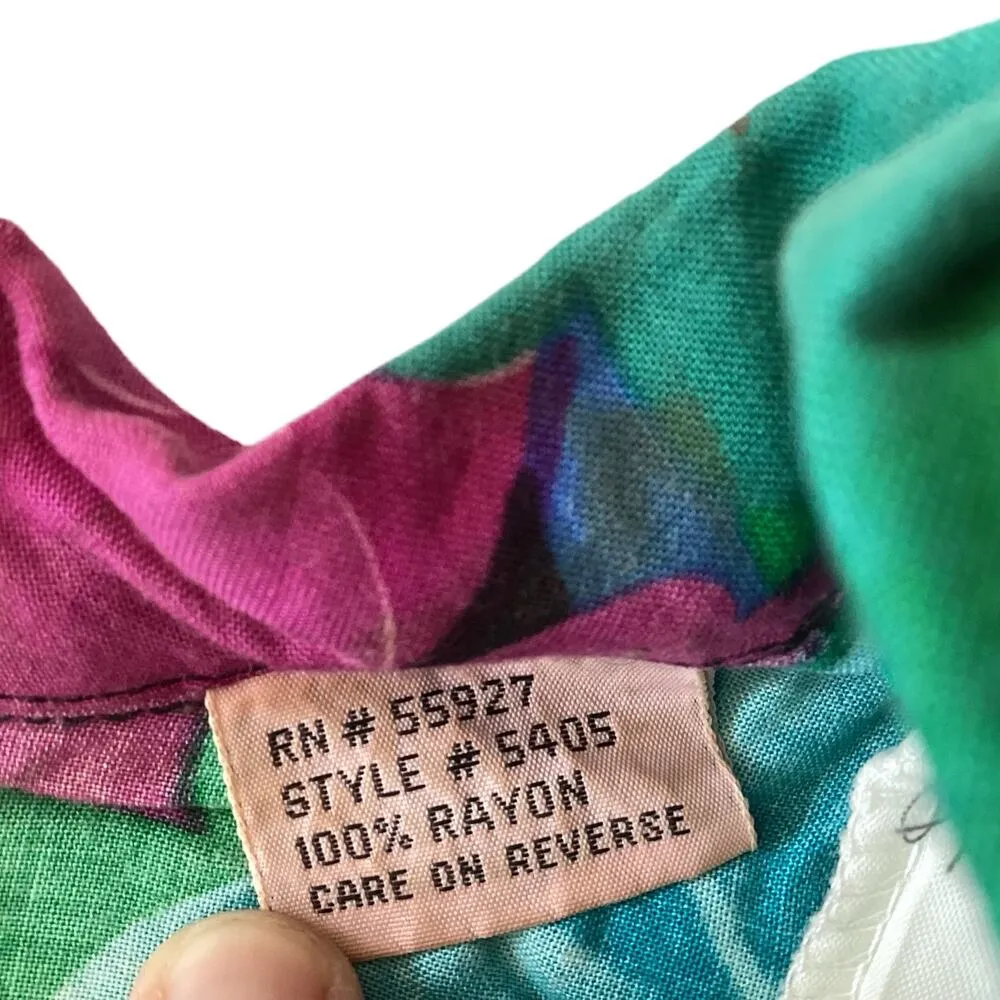 RN # 55927
STYLE # 5405
100% RAYON
CARE ON REVERSE